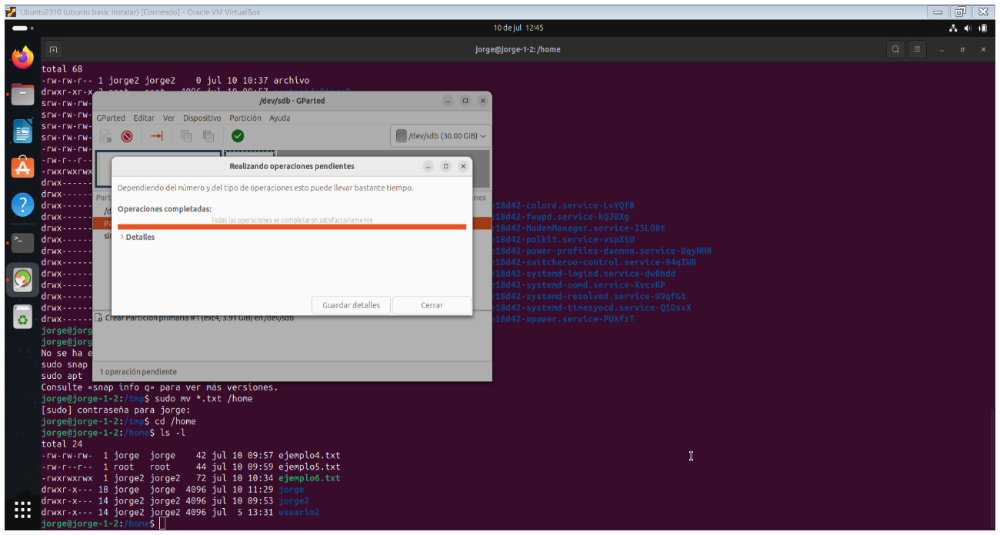 Ubuntu2310 (ubuntu basic instalar) [Corriendo] - Oracle VM VirtualBox
10 de jul 12:45
jorge@jorge-1-2: /home
total 68
-rw-rw-r-- 1 jorge2 jorge2 0 jul 10 10:37 archivo
drwxr-xr-x
srw-rw-rw-
srw-rw-rw-
srw-rw-rw-
srw-rw-rw-
-rw-rw-rw-
-rw-r--r--
-rwxrwxrwx
drwx------
drwx------
drwx------
drwx------
drwx------
drwx------
drwx------
drwx------
drwx------
drwx------
drwx------
drwx------
drwx------
/dev/sdb - GParted
GParted Editar Ver Dispositivo Partición Ayuda
/dev/sdb (30.00 GiB)
Realizando operaciones pendientes
Dependiendo del número y del tipo de operaciones esto puede llevar bastante tiempo.
Operaciones completadas:
Todas las operaciones se completaron satisfactoriamente
Detalles
Guardar detalles Cerrar
Crear Partición primaria #1 (ext4, 3.91 GiB) en /dev/sdb
1 operación pendiente
e18d42-colord.service-LvYQfB
e18d42-fwupd.service-kQJBXg
e18d42-ModemManager.service-I5LO8t
e18d42-polkit.service-vspXiU
e18d42-power-profiles-daemon.service-DqyNHR
e18d42-switcheroo-control.service-94qIWB
e18d42-systemd-logind.service-dwBhdd
e18d42-systemd-oomd.service-XvcvKP
e18d42-systemd-resolved.service-W9qfGt
e18d42-systemd-timesyncd.service-Q1DsxX
e18d42-upower.service-PUXfzT
jorge@jorg
jorge@jorg
No se ha e
sudo snap
sudo apt
Consulte «snap info q» para ver más versiones.
jorge@jorge-1-2:/tmp$ sudo mv *.txt /home
[sudo] contraseña para jorge:
jorge@jorge-1-2:/tmp$ cd /home
jorge@jorge-1-2:/home$ ls -l
total 24
-rw-rw-rw- 1 jorge jorge 42 jul 10 09:57 ejemplo4.txt
-rw-r--r-- 1 root root 44 jul 10 09:59 ejemplo5.txt
-rwxrwxrwx 1 jorge2 jorge2 72 jul 10 10:34 ejemplo6.txt
drwxr-x--- 18 jorge jorge 4096 jul 10 11:29 jorge
drwxr-x--- 14 jorge2 jorge2 4096 jul 10 09:53 jorge2
drwxr-x--- 14 jorge2 jorge2 4096 jul 5 13:31 usuario2
jorge@jorge-1-2:/home$